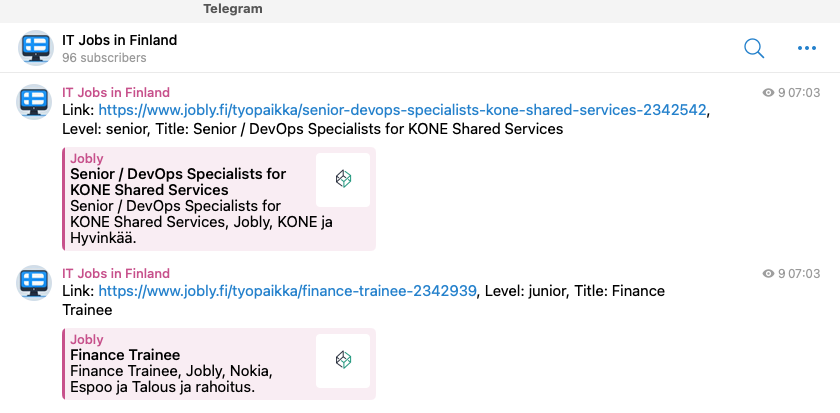 Telegram
IT Jobs in Finland
96 subscribers
IT Jobs in Finland
9 07:03
Link: https://www.jobly.fi/tyopaikka/senior-devops-specialists-kone-shared-services-2342542,
Level: senior, Title: Senior / DevOps Specialists for KONE Shared Services
Jobly
Senior / DevOps Specialists for
KONE Shared Services
Senior / DevOps Specialists for
KONE Shared Services, Jobly, KONE ja
Hyvinkää.
IT Jobs in Finland
9 07:03
Link: https://www.jobly.fi/tyopaikka/finance-trainee-2342939, Level: junior, Title: Finance
Trainee
Jobly
Finance Trainee
Finance Trainee, Jobly, Nokia,
Espoo ja Talous ja rahoitus.